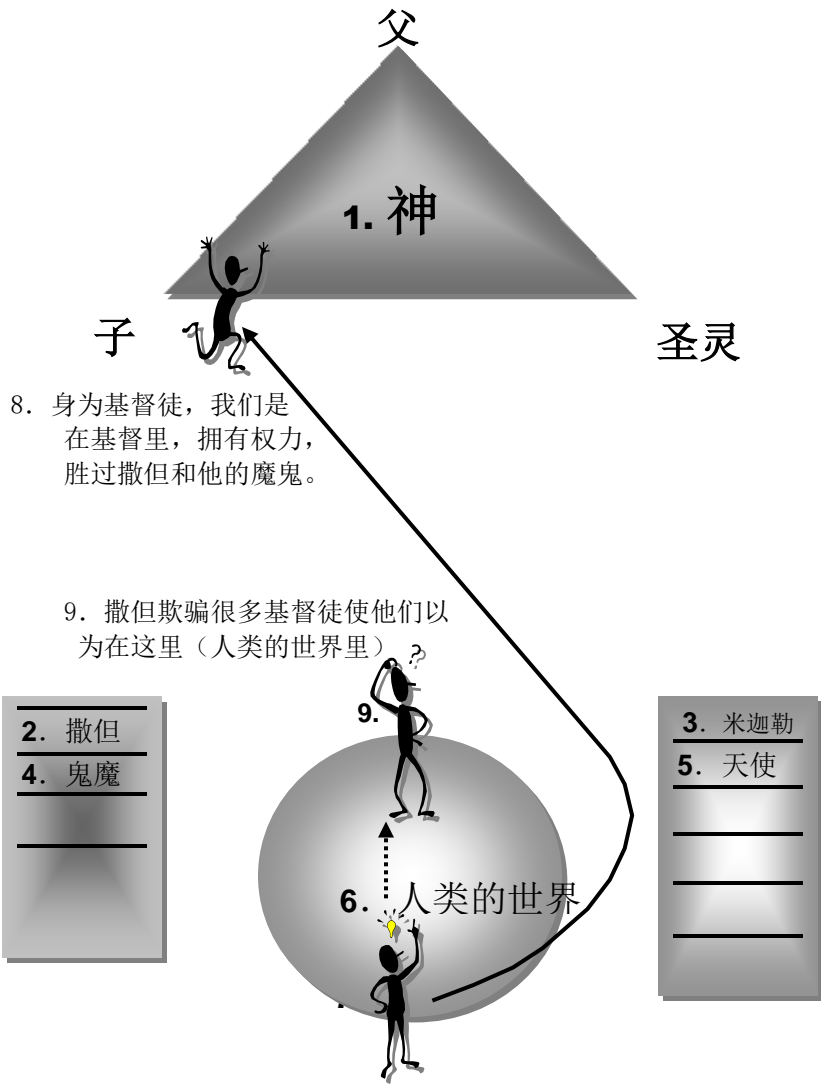 父
1. 神
子
圣灵
8. 身为基督徒，我们是
在基督里，拥有权力，
胜过撒但和他的魔鬼。
9. 撒但欺骗很多基督徒使他们以
为在这里（人类的世界里）
??
9.
2. 撒但
4. 鬼魔
3. 米迦勒
5. 天使
6. 人类的世界